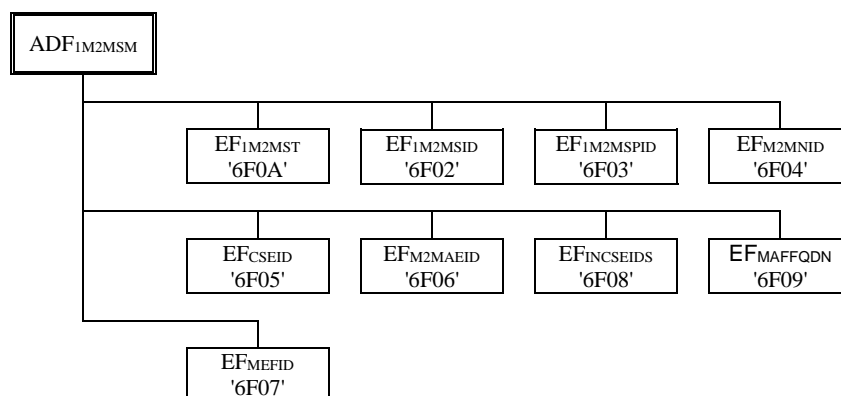 ADF1M2MSM
EF1M2MST
'6F0A'
EF1M2MSID
'6F02'
EF1M2MSPID
'6F03'
EFM2MNID
'6F04'
EFCSEID
'6F05'
EFM2MAEID
'6F06'
EFINCSEIDS
'6F08'
EFMAFFQDN
'6F09'
EFMEFID
'6F07'